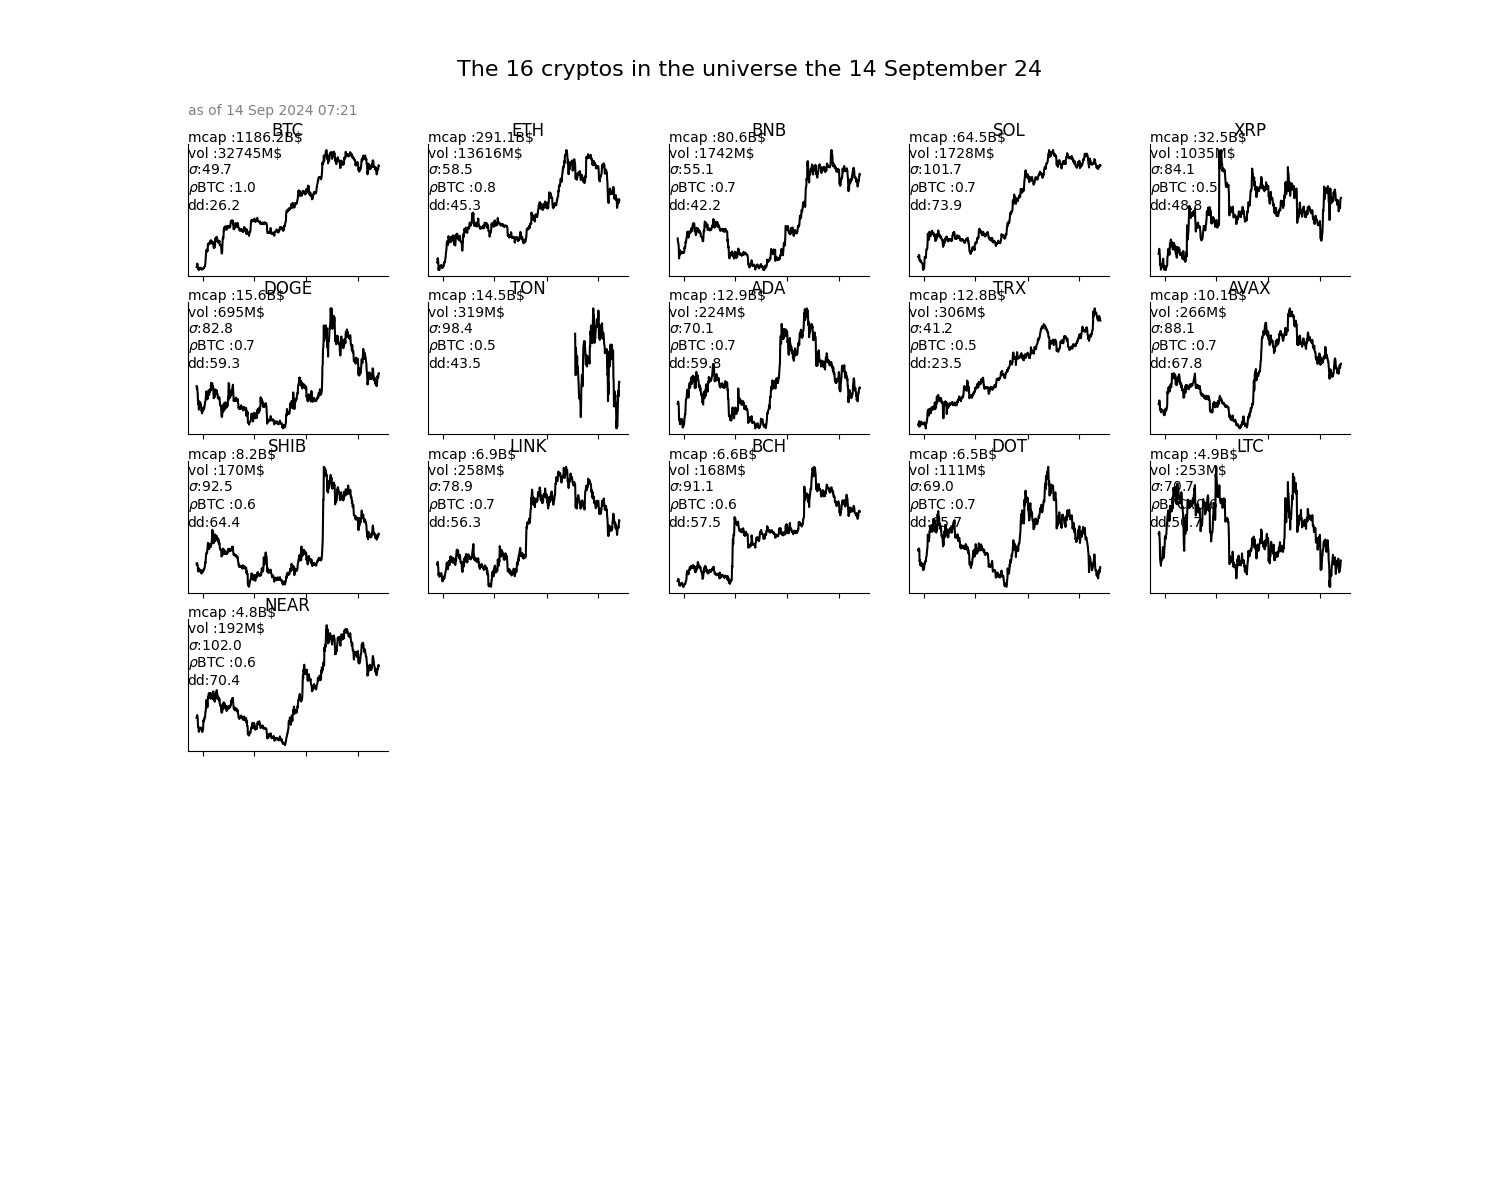 The 16 cryptos in the universe the 14 September 24
as of 14 Sep 2024 07:21
BTC
mcap :1186.2B$
vol :32745M$
σ:49.7
ρBTC :1.0
dd:26.2
ETH
mcap :291.1B$
vol :13616M$
σ:58.5
ρBTC :0.8
dd:45.3
BNB
mcap :80.6B$
vol :1742M$
σ:55.1
ρBTC :0.7
dd:42.2
SOL
mcap :64.5B$
vol :1728M$
σ:101.7
ρBTC :0.7
dd:73.9
XRP
mcap :32.5B$
vol :1035M$
σ:84.1
ρBTC :0.5
dd:48.8
DOGE
mcap :15.6B$
vol :695M$
σ:82.8
ρBTC :0.7
dd:59.3
TON
mcap :14.5B$
vol :319M$
σ:98.4
ρBTC :0.5
dd:43.5
ADA
mcap :12.9B$
vol :224M$
σ:70.1
ρBTC :0.7
dd:59.8
TRX
mcap :12.8B$
vol :306M$
σ:41.2
ρBTC :0.5
dd:23.5
AVAX
mcap :10.1B$
vol :266M$
σ:88.1
ρBTC :0.7
dd:67.8
SHIB
mcap :8.2B$
vol :170M$
σ:92.5
ρBTC :0.6
dd:64.4
LINK
mcap :6.9B$
vol :258M$
σ:78.9
ρBTC :0.7
dd:56.3
BCH
mcap :6.6B$
vol :168M$
σ:91.1
ρBTC :0.6
dd:57.5
DOT
mcap :6.5B$
vol :111M$
σ:69.0
ρBTC :0.7
LTC
mcap :4.9B$
vol :253M$
NEAR
mcap :4.8B$
vol :192M$
σ:102.0
ρBTC :0.6
dd:70.4